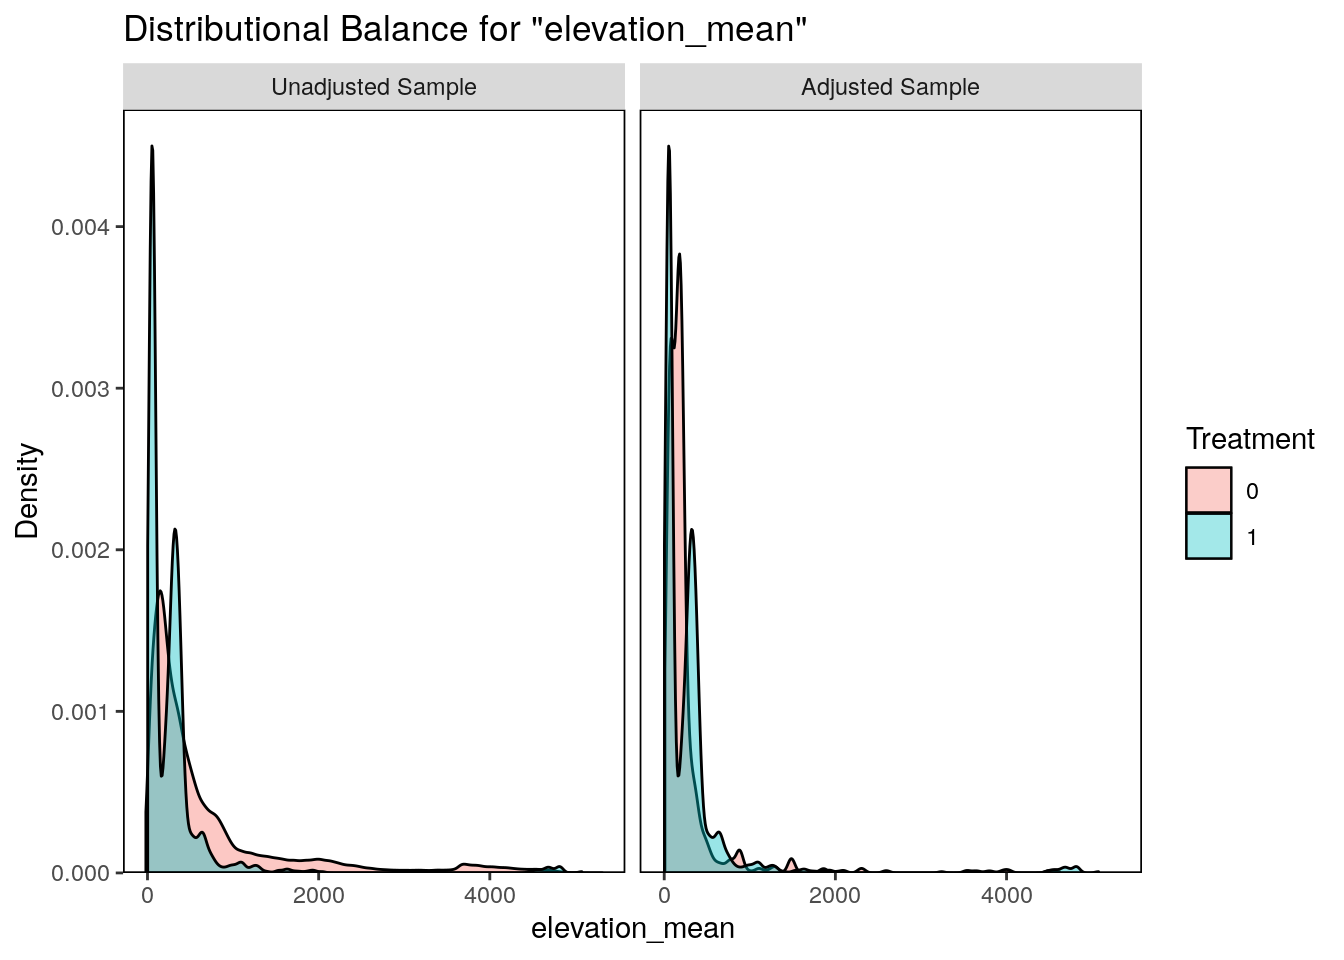 Distributional Balance for "elevation_mean"
Unadjusted Sample
Adjusted Sample
0.004
0.003
0.002
0.001
0.000
Density
0
2000
4000
0
2000
4000
elevation_mean
Treatment
0
1